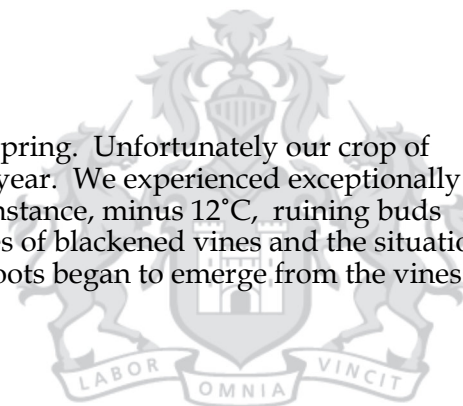 pring. Unfortunately our crop of
year. We experienced exceptionally
nstance, minus 12˚C, ruining buds
es of blackened vines and the situatio
oots began to emerge from the vines
LABOR OMNIA VINCIT